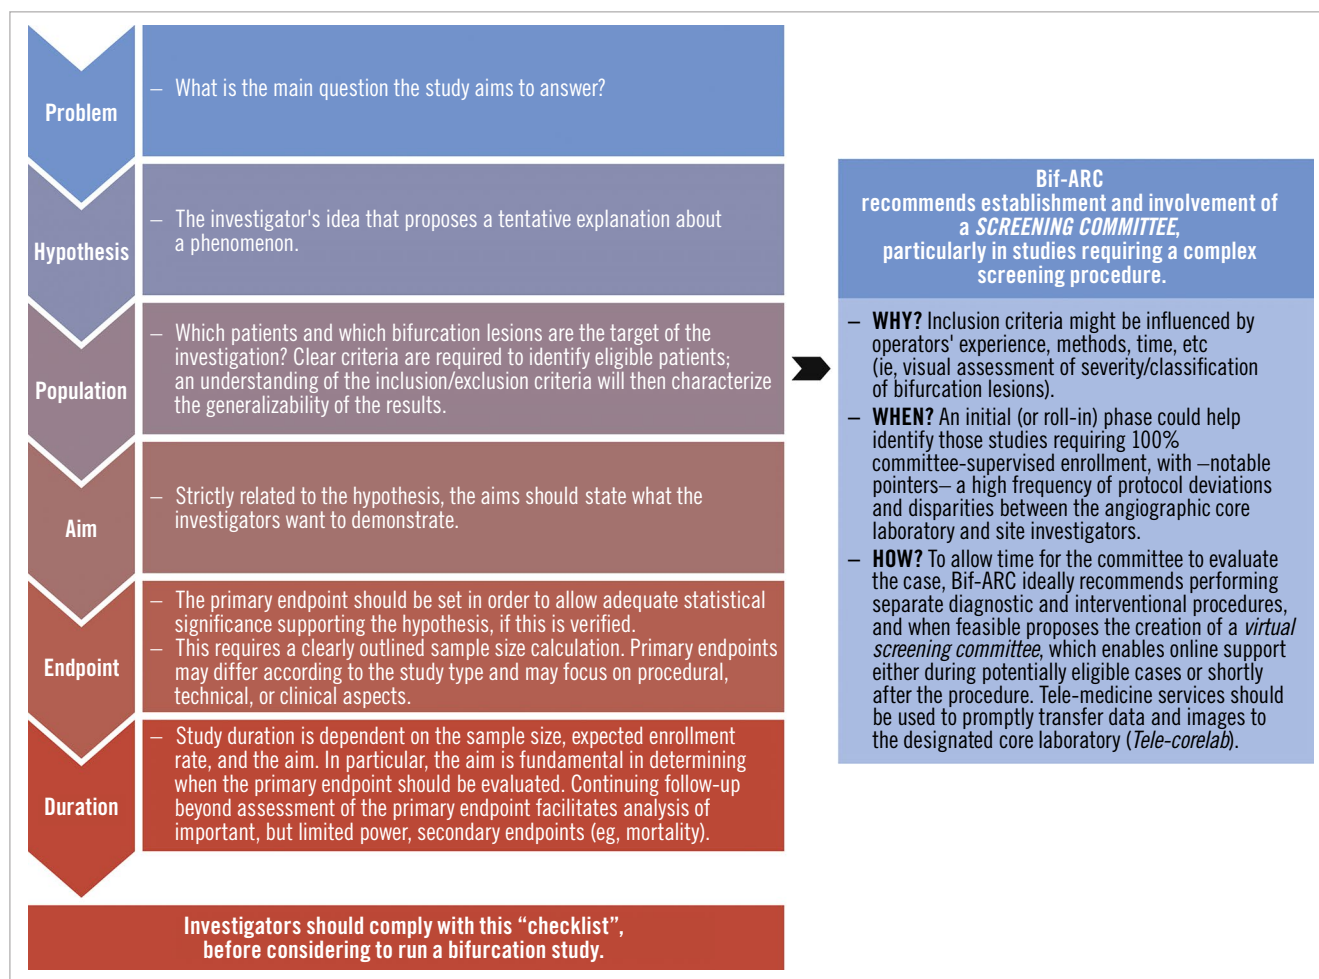 Problem
– What is the main question the study aims to answer?
Hypothesis
– The investigator's idea that proposes a tentative explanation about
a phenomenon.
Population
– Which patients and which bifurcation lesions are the target of the
investigation? Clear criteria are required to identify eligible patients;
an understanding of the inclusion/exclusion criteria will then characterize
the generalizability of the results.
Aim
– Strictly related to the hypothesis, the aims should state what the
investigators want to demonstrate.
Endpoint
– The primary endpoint should be set in order to allow adequate statistical
significance supporting the hypothesis, if this is verified.
– This requires a clearly outlined sample size calculation. Primary endpoints
may differ according to the study type and may focus on procedural,
technical, or clinical aspects.
Duration
– Study duration is dependent on the sample size, expected enrollment
rate, and the aim. In particular, the aim is fundamental in determining
when the primary endpoint should be evaluated. Continuing follow-up
beyond assessment of the primary endpoint facilitates analysis of
important, but limited power, secondary endpoints (eg, mortality).
Investigators should comply with this “checklist”,
before considering to run a bifurcation study.
Bif-ARC
recommends establishment and involvement of
a SCREENING COMMITTEE,
particularly in studies requiring a complex
screening procedure.
– WHY? Inclusion criteria might be influenced by
operators' experience, methods, time, etc
(ie, visual assessment of severity/classification
of bifurcation lesions).
– WHEN? An initial (or roll-in) phase could help
identify those studies requiring 100%
committee-supervised enrollment, with –notable
pointers– a high frequency of protocol deviations
and disparities between the angiographic core
laboratory and site investigators.
– HOW? To allow time for the committee to evaluate
the case, Bif-ARC ideally recommends performing
separate diagnostic and interventional procedures,
and when feasible proposes the creation of a virtual
screening committee, which enables online support
either during potentially eligible cases or shortly
after the procedure. Tele-medicine services should
be used to promptly transfer data and images to
the designated core laboratory (Tele-corelab).